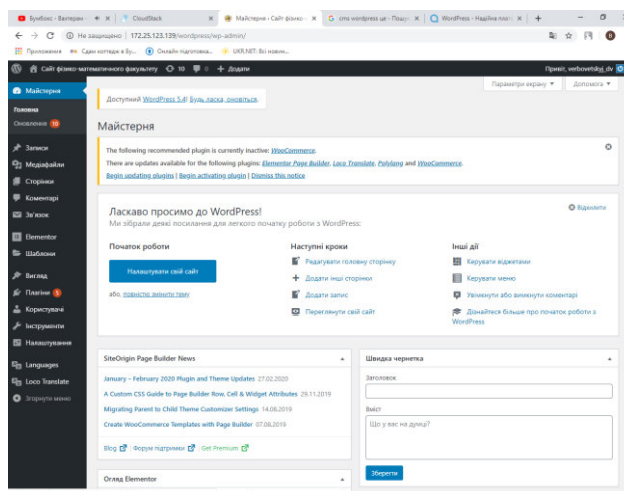 Бумбокс - Вахтерам
CloudStack
Майстерня ‹ Сайт фізико-
cms wordpress це - Пошук
WordPress - Надійна плат
Не защищено | 172.25.123.139/wordpress/wp-admin/
Приложения
Сдам коттедж в Бу...
Онлайн підготовка...
UKR.NET: Всі новин...
Сайт фізико-математичного факультету 10 0 + Додати
Привіт, verbovetskyj_dv
Майстерня
Головна
Оновлення 10
Записи
Медіафайли
Сторінки
Коментарі
Зв'язок
Elementor
Шаблони
Вигляд
Плагіни
Користувачі
Інструменти
Налаштування
Languages
Loco Translate
Згорнути меню
Параметри екрану
Допомога
Доступний WordPress 5.4! Будь ласка, оновіться.
Майстерня
The following recommended plugin is currently inactive: WooCommerce.
There are updates available for the following plugins: Elementor Page Builder, Loco Translate, Polylang and WooCommerce.
Begin updating plugins | Begin activating plugin | Dismiss this notice
Ласкаво просимо до WordPress!
Відхилити
Ми зібрали деякі посилання для легкого початку роботи з WordPress:
Початок роботи
Налаштувати свій сайт
або, повністю змінити тему
Наступні кроки
Редагувати головну сторінку
Додати інші сторінки
Додати запис
Переглянути свій сайт
Інші дії
Керувати віджетами
Керувати меню
Увімкнути або вимкнути коментарі
Дізнайтеся більше про початок роботи з
WordPress
SiteOrigin Page Builder News
January – February 2020 Plugin and Theme Updates 27.02.2020
A Custom CSS Guide to Page Builder Row, Cell & Widget Attributes 29.11.2019
Migrating Parent to Child Theme Customizer Settings 14.08.2019
Create WooCommerce Templates with Page Builder 07.08.2019
Blog | Форум підтримки | Get Premium
Огляд Elementor
Швидка чернетка
Заголовок
Вміст
Що у вас на думці?
Зберегти